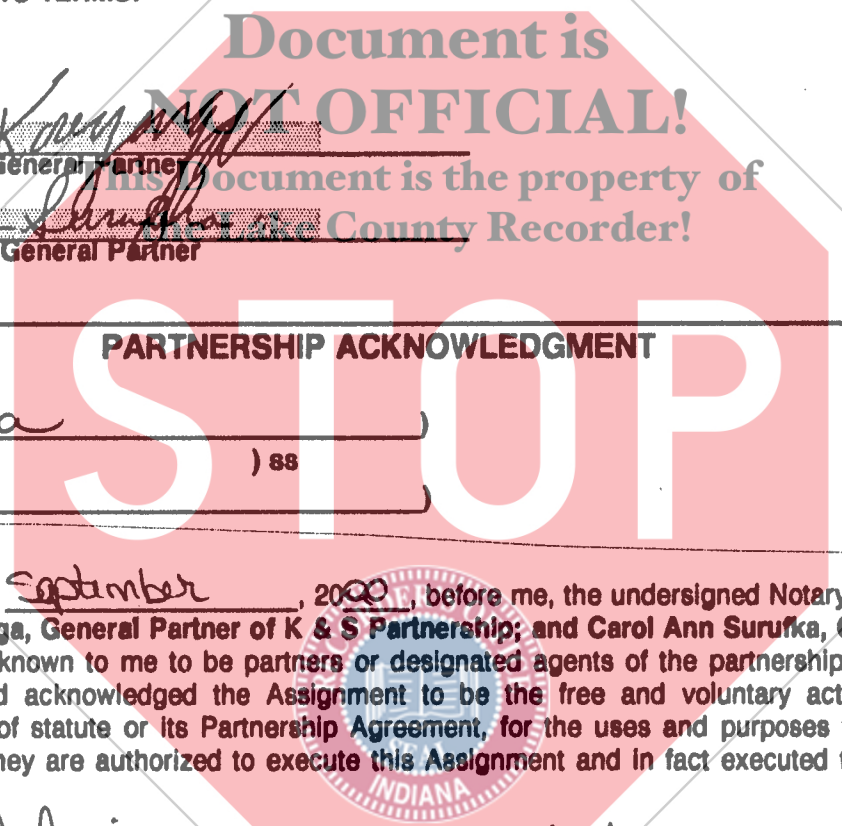 Document is
NOT OFFICIAL!
General Partner
This Document is the property of
the Lake County Recorder!
General Partner
STOP
PARTNERSHIP ACKNOWLEDGMENT
a )
) ss
)
September, 2000, before me, the undersigned Notary
ga, General Partner of K & S Partnership; and Carol Ann Surufka,
known to me to be partners or designated agents of the partnership
d acknowledged the Assignment to be the free and voluntary act
of statute or its Partnership Agreement, for the uses and purposes
hey are authorized to execute this Assignment and in fact executed
SEAL
INDIANA